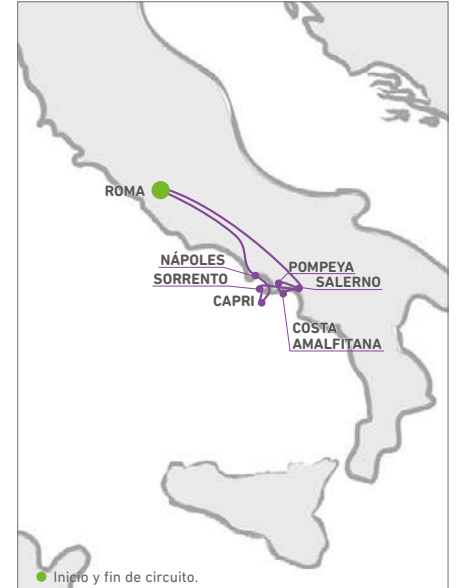 ROMA
NÁPOLES
POMPEYA
SORRENTO
SALERNO
CAPRI
COSTA
AMALFITANA
Inicio y fin de circuito.